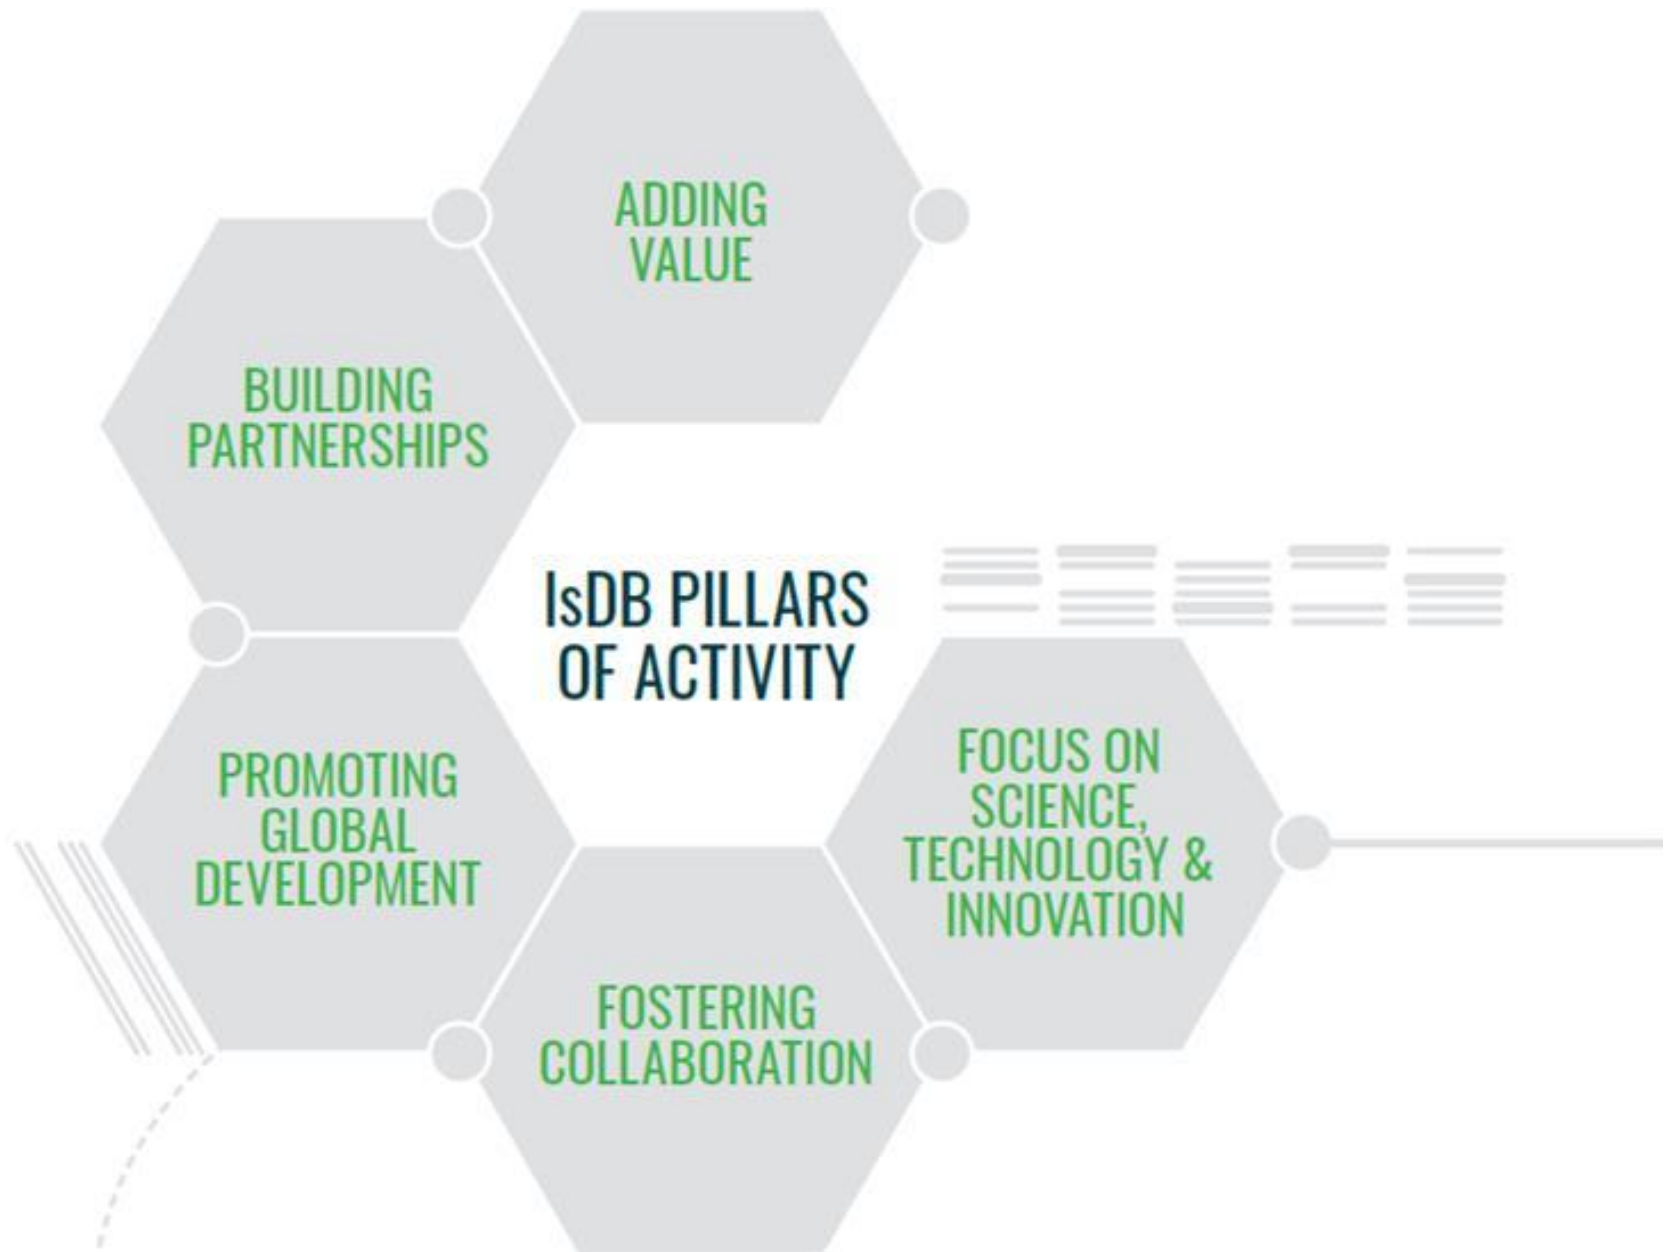 ADDING
VALUE
BUILDING
PARTNERSHIPS
IsDB PILLARS
OF ACTIVITY
PROMOTING
GLOBAL
DEVELOPMENT
FOCUS ON
SCIENCE,
TECHNOLOGY &
INNOVATION
FOSTERING
COLLABORATION